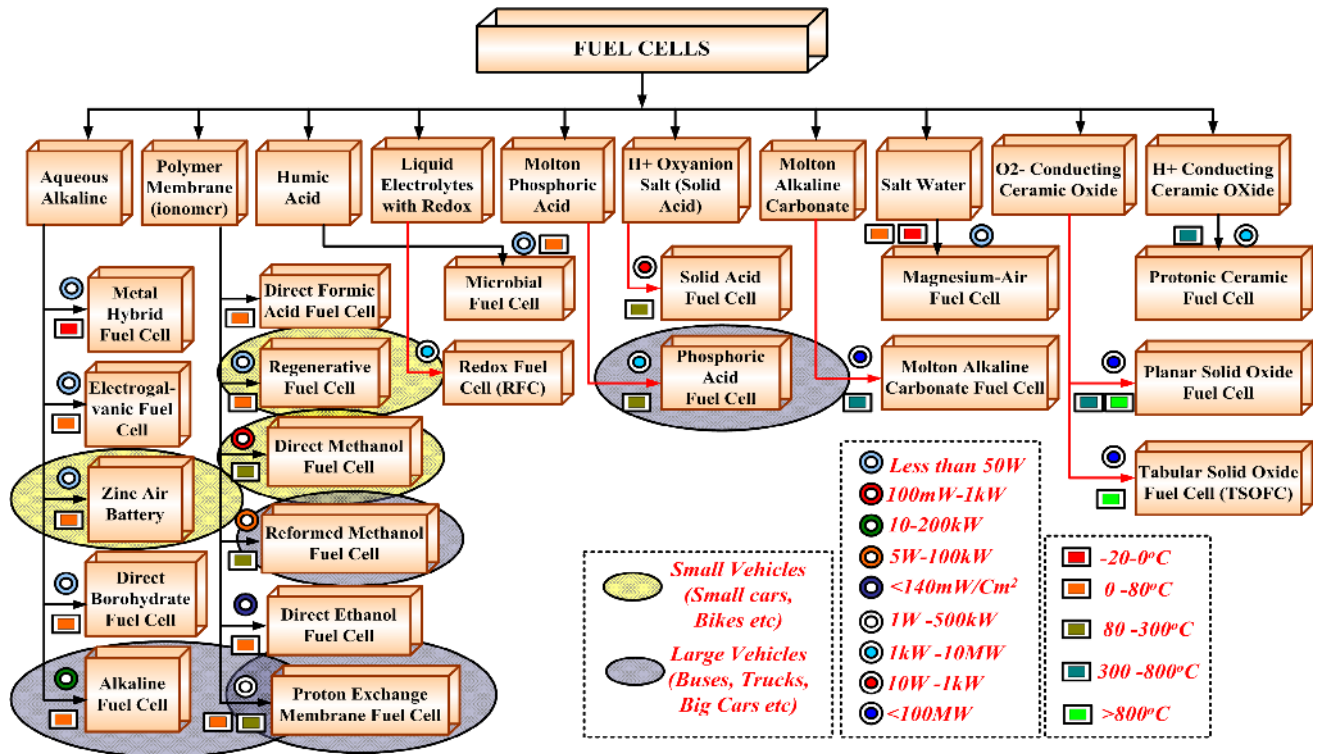 FUEL CELLS
Aqueous
Alkaline
Polymer
Membrane
(ionomcr)
Humic
Acid
Liquid
Electrolytes
with Redox
Molton
Phosphoric
Acid
H+ Oxyanion
Salt (Solid
Acid)
Molton
Alkaline
Carbonate
Salt Water
O2- Conducting
Ceramic Oxide
H+ Conducting
Ceramic OXide
Metal
Hybrid
Fuel Cell
Electrogal-
vanic Fuel
Cell
Zinc Air
Battery
Direct
Borohydrate
Fuel Cell
Alkaline
Fuel Cell
Direct Formic
Acid Fuel Cell
Regenerative
Fuel Cell
Direct Methanol
Fuel Cell
Reformed Methanol
Fuel Cell
Direct Ethanol
Fuel Cell
Proton Exchange
Membrane Fuel Cell
Microbial
Fuel Cell
Redox Fuel
Cell (RFC)
Solid Acid
Fuel Cell
Phosphoric
Acid
Fuel Cell
Magnesium-Air
Fuel Cell
Molton Alkaline
Carbonate Fuel Cell
Protonic Ceramic
Fuel Cell
Planar Solid Oxide
Fuel Cell
Tabular Solid Oxide
Fuel Cell (TSOFC)
Small Vehicles
(Small cars,
Bikes etc)
Large Vehicles
(Buses, Trucks,
Big Cars etc)
Less than 50W
100mW-1kW
10-200kW
5W-100kW
<140mW/Cm²
1W -500kW
1kW -10MW
10W -1kW
<100MW
-20-0°C
0 -80°C
80 -300°C
300 -800°C
>800°C